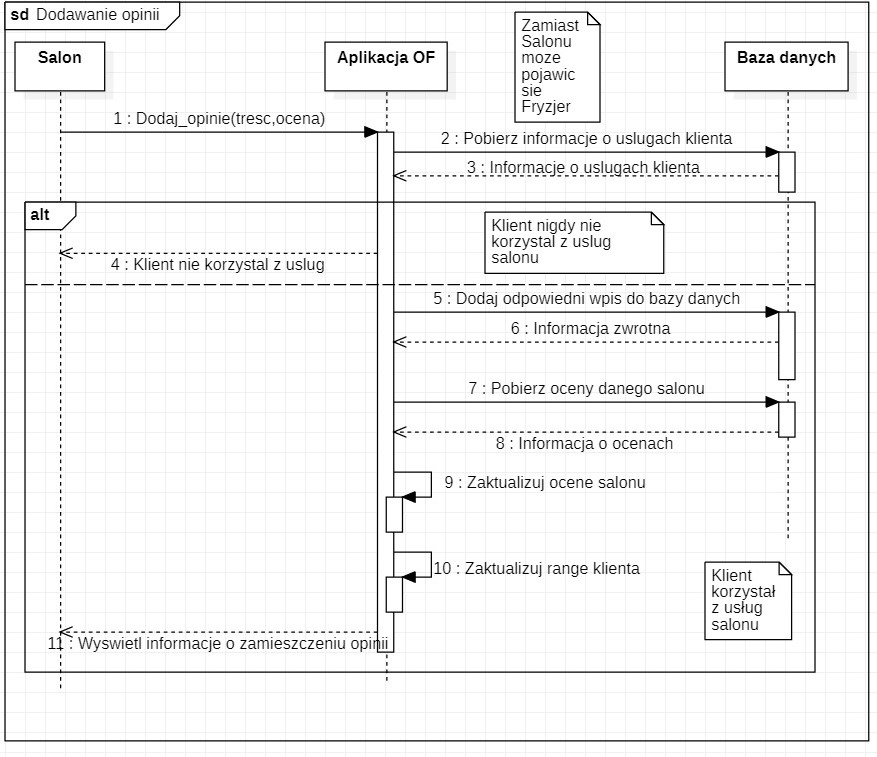 sd Dodawanie opinii
Zamiast
Salonu
moze
pojawic
sie
Fryzjer
Salon
Aplikacja OF
Baza danych
1 : Dodaj_opinie(tresc,ocena)
2 : Pobierz informacje o uslugach klienta
3 : Informacje o uslugach klienta
alt
Klient nigdy nie
korzystal z uslug
salonu
4 : Klient nie korzystal z uslug
5 : Dodaj odpowiedni wpis do bazy danych
6 : Informacja zwrotna
7 : Pobierz oceny danego salonu
8 : Informacja o ocenach
9 : Zaktualizuj ocene salonu
10 : Zaktualizuj range klienta
Klient
korzystał
z usług
salonu
11 : Wyswietl informacje o zamieszczeniu opinii